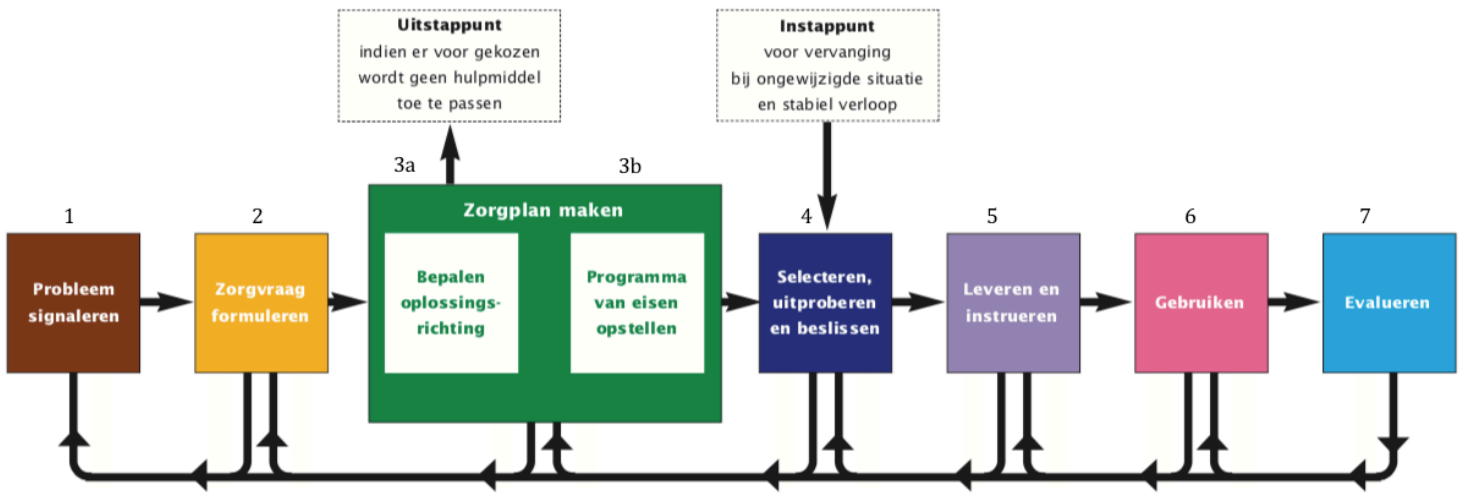 Uitstappunt
indien er voor gekozen
wordt geen hulpmiddel
toe te passen
Instappunt
voor vervanging
bij ongewijzigde situatie
en stabiel verloop
3a
3b
1
2
Zorgplan maken
4
5
6
7
Probleem
signaleren
Zorgvraag
formuleren
Bepalen
oplossings-
richting
Programma
van eisen
opstellen
Selecteren,
uitproberen
en beslissen
Leveren en
instrueren
Gebruiken
Evalueren